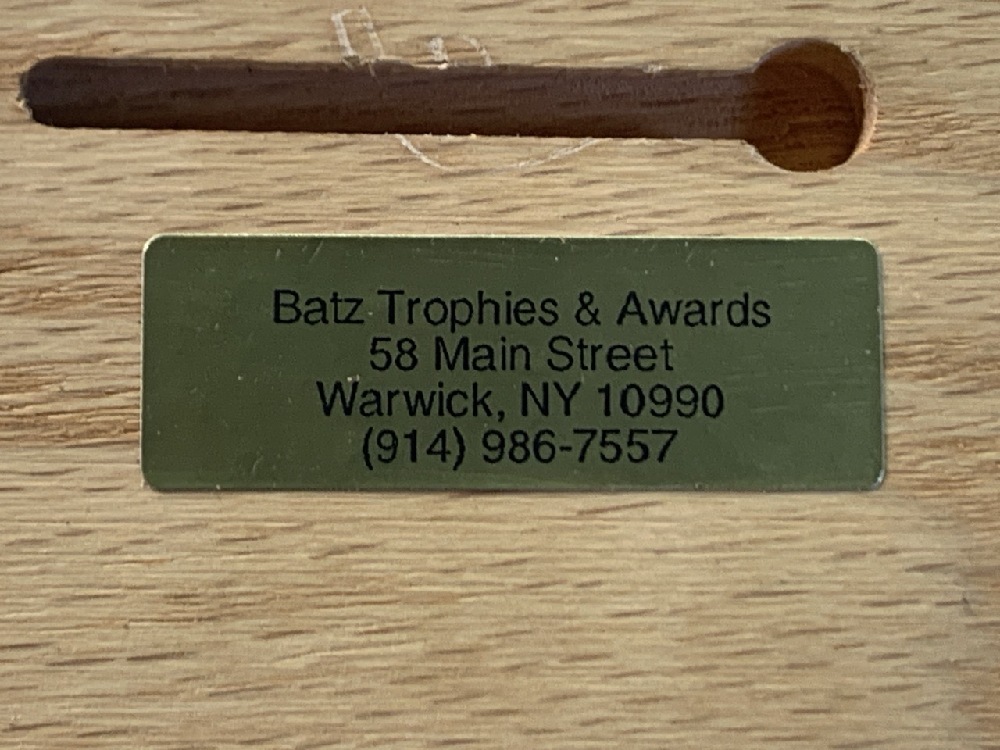 Batz Trophies & Awards
58 Main Street
Warwick, NY 10990
(914) 986-7557